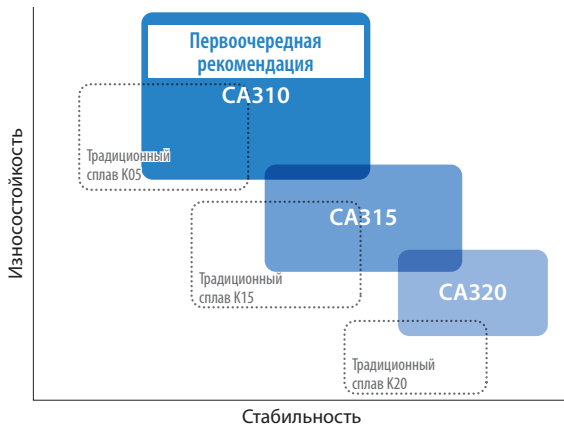 Первоочередная
рекомендация
CA310
Традиционный
сплав K05
CA315
Традиционный
сплав K15
CA320
Традиционный
сплав K20
Износостойкость
Стабильность